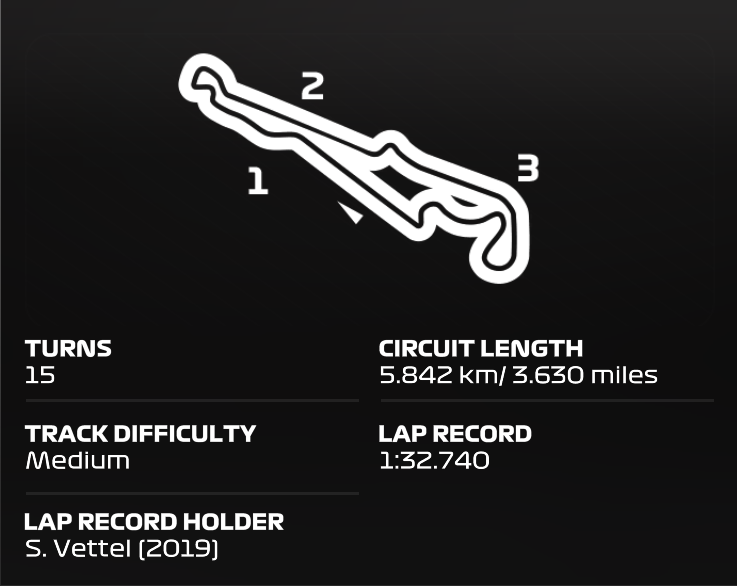 2
3
1
TURNS
15
CIRCUIT LENGTH
5.842 km/ 3.630 miles
TRACK DIFFICULTY
Medium
LAP RECORD
1:32.740
LAP RECORD HOLDER
S. Vettel (2019)